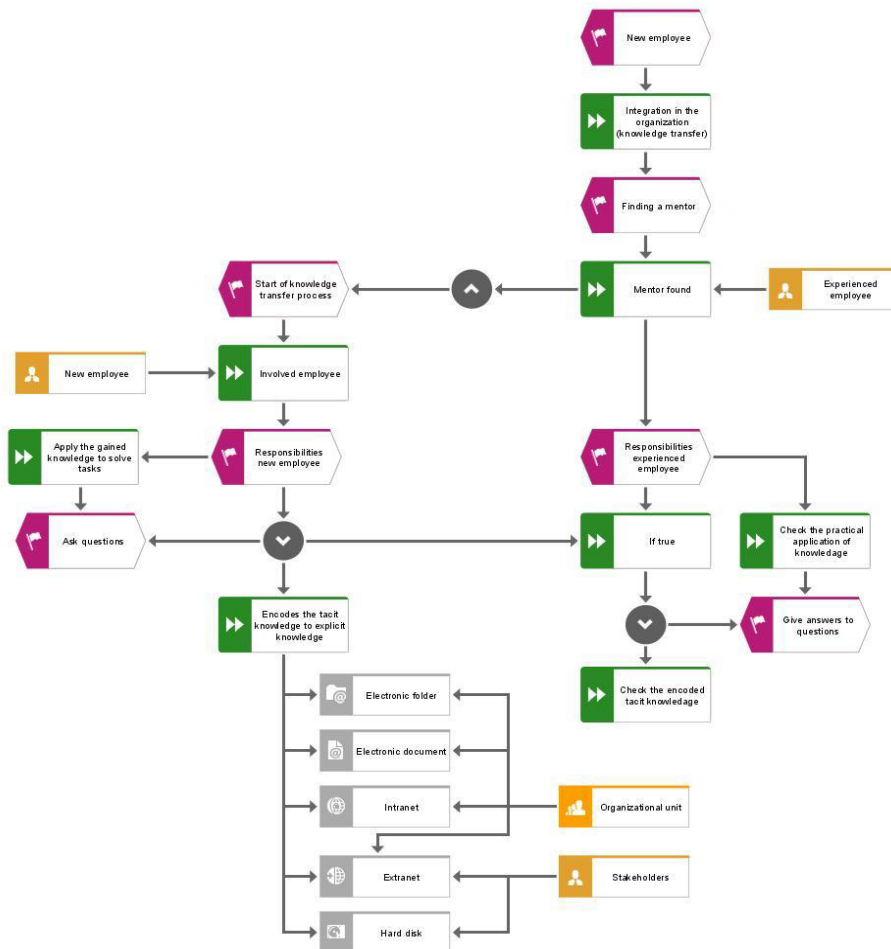 New employee
Integration in the
organization
(knowledge transfer)
Finding a mentor
Start of knowledge
transfer process
Mentor found
Experienced
employee
New employee
Involved employee
Apply the gained
knowledge to solve
tasks
Responsibilities
new employee
Responsibilities
experienced
employee
Ask questions
If true
Check the practical
application of
knowledage
Encodes the tacit
knowledge to explicit
knowledge
Give answers to
questions
Check the encoded
tacit knowledage
Electronic folder
Electronic document
Intranet
Organizational unit
Extranet
Stakeholders
Hard disk